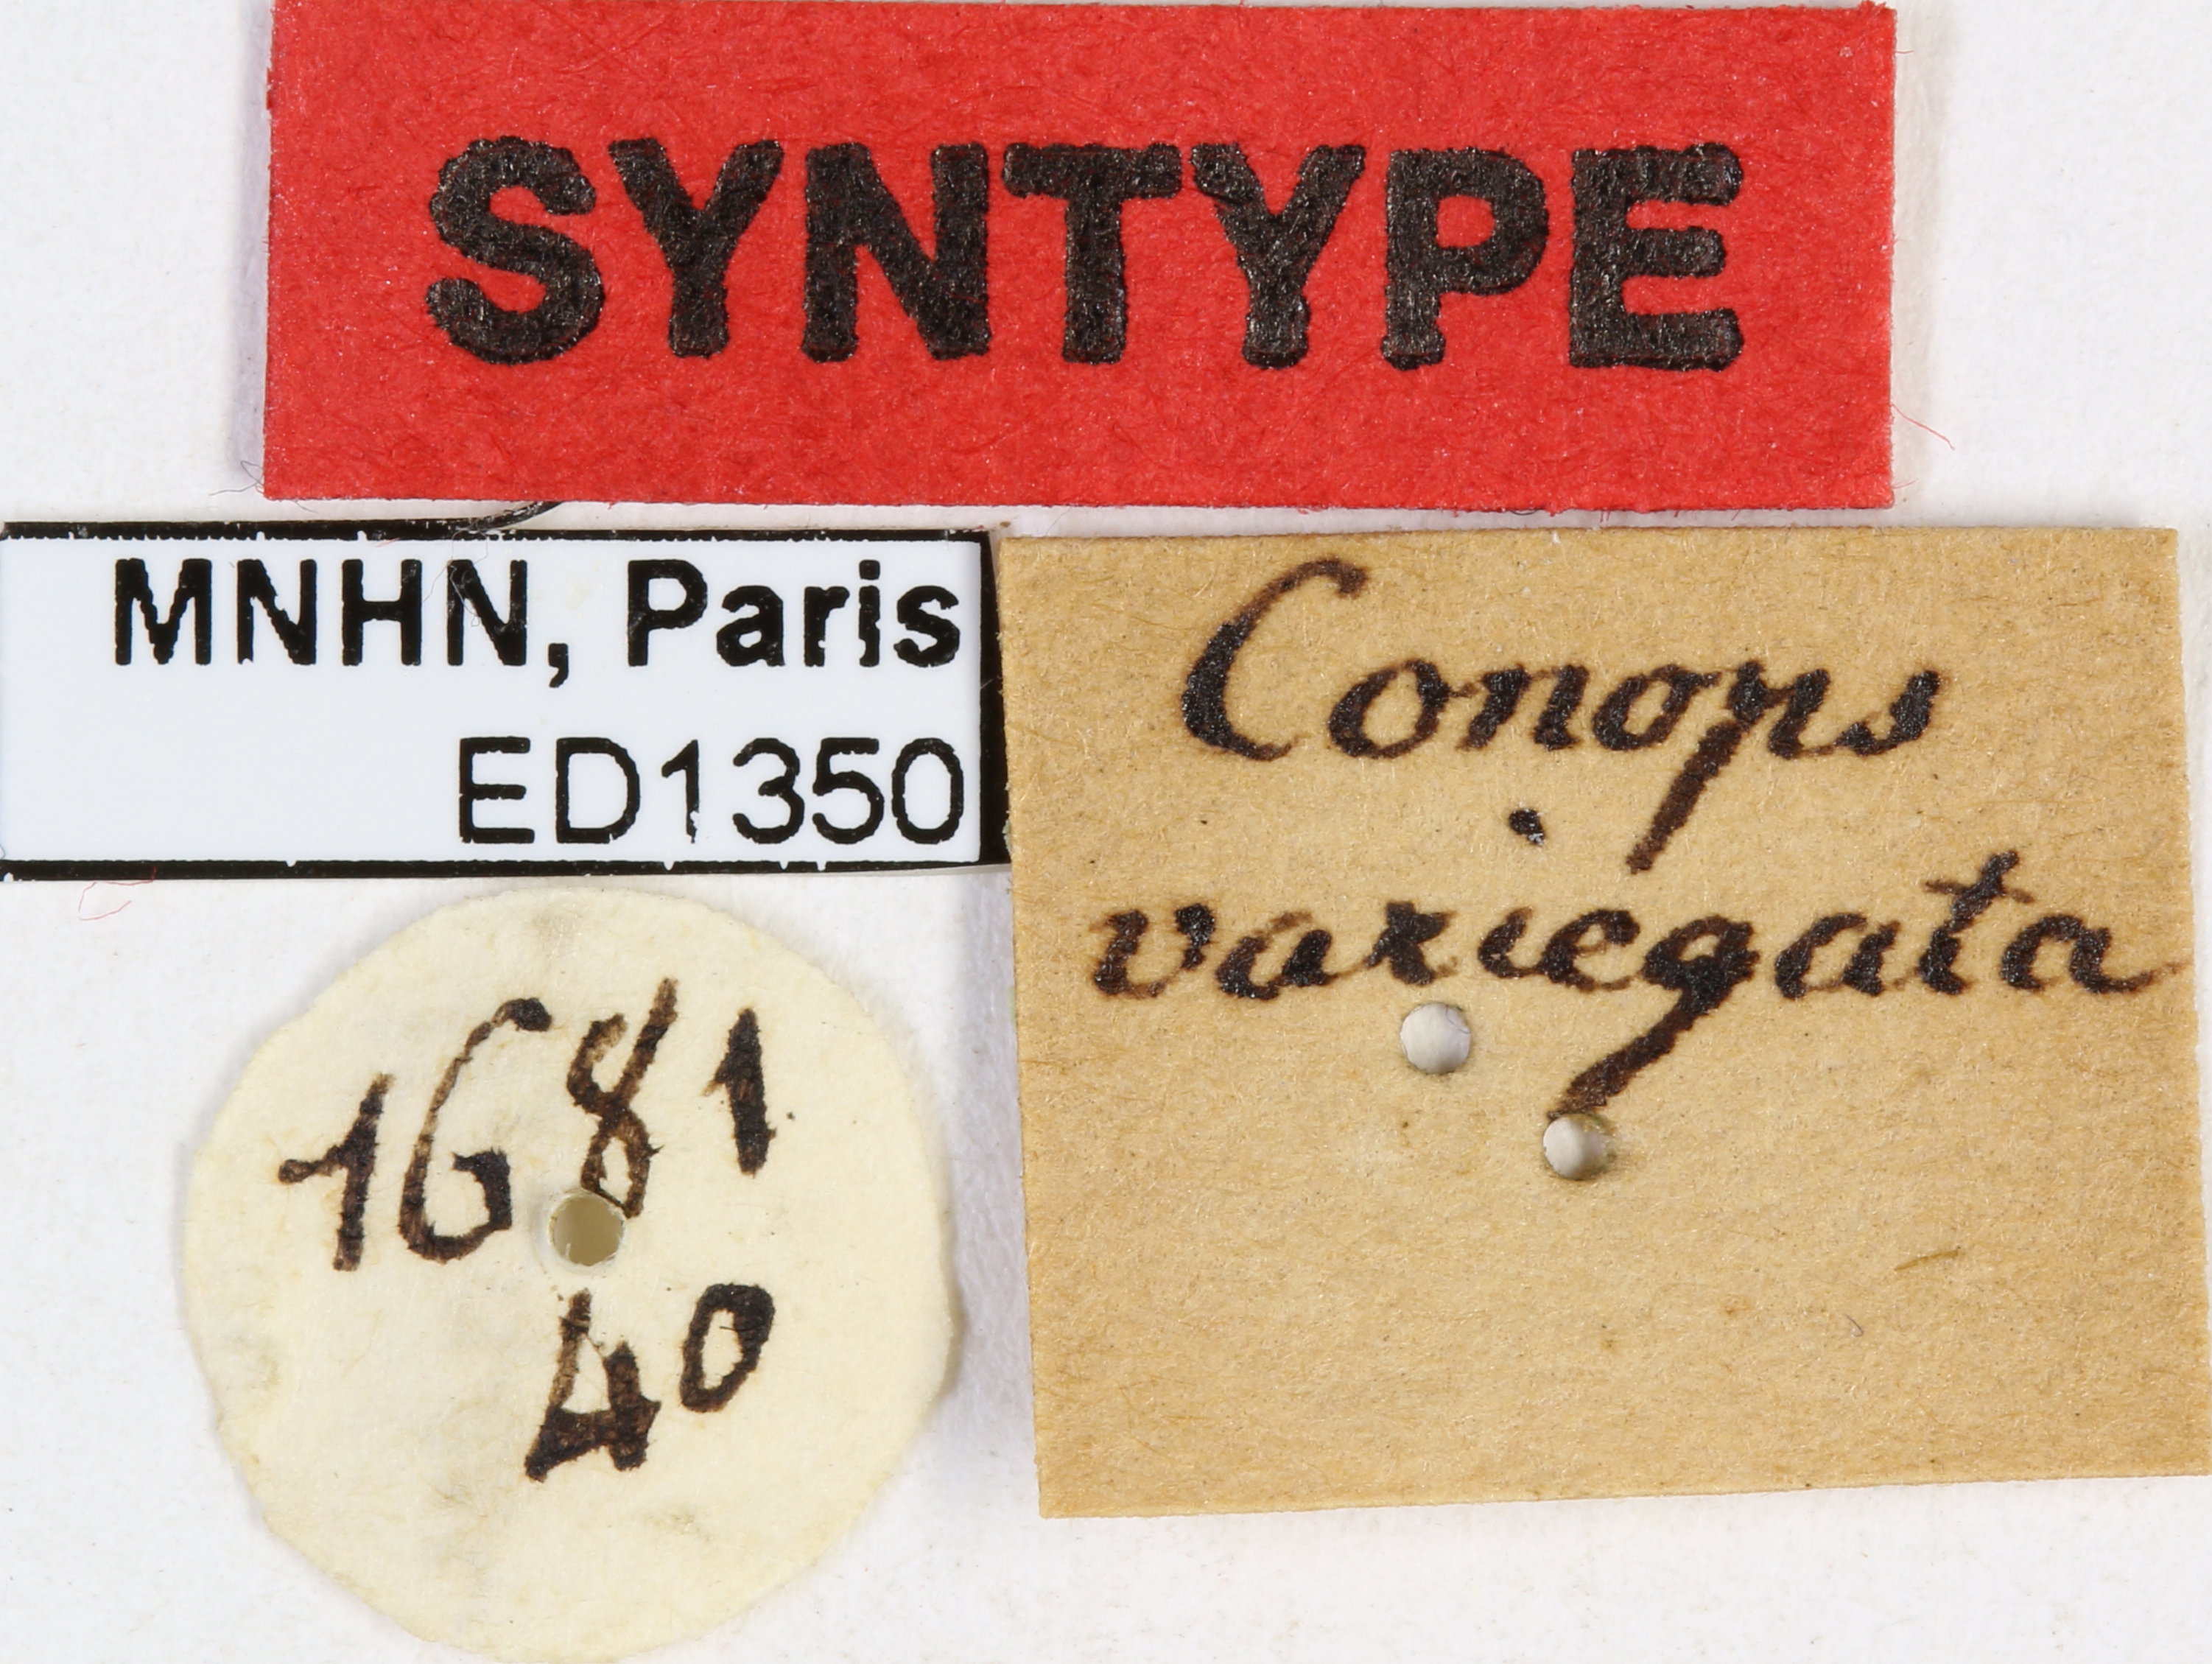 SYNTYPE
MNHN, Paris
ED1350
Conops
variegata
1681
40